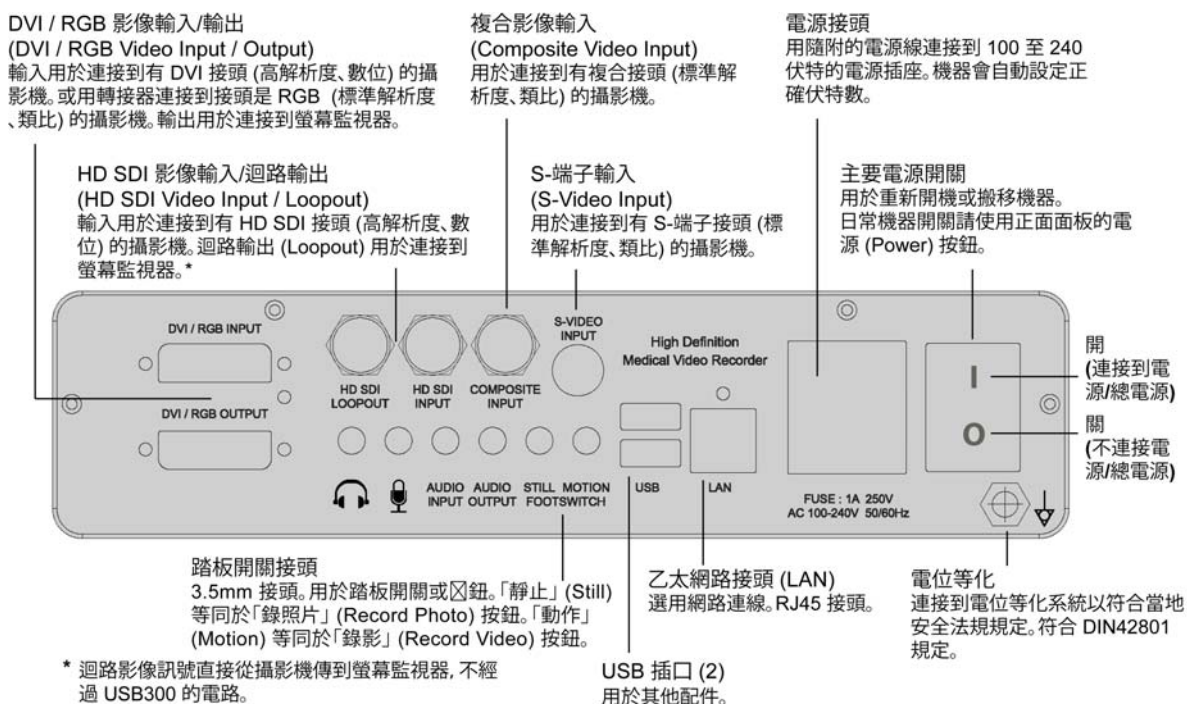 DVI / RGB 影像輸入/輸出
(DVI / RGB Video Input / Output)
輸入用於連接到有 DVI 接頭 (高解析度、數位) 的攝
影機。或用轉接器連接到接頭是 RGB (標準解析度
、類比) 的攝影機。輸出用於連接到螢幕監視器。
複合影像輸入
(Composite Video Input)
用於連接到有複合接頭 (標準解
析度、類比) 的攝影機。
電源接頭
用隨附的電源線連接到 100 至 240
伏特的電源插座。機器會自動設定正
確伏特數。
HD SDI 影像輸入/迴路輸出
(HD SDI Video Input / Loopout)
輸入用於連接到有 HD SDI 接頭 (高解析度、數
位) 的攝影機。迴路輸出 (Loopout) 用於連接到
螢幕監視器。*
S-端子輸入
(S-Video Input)
用於連接到有 S-端子接頭 (標
準解析度、類比) 的攝影機。
主要電源開關
用於重新開機或搬移機器。
日常機器開關請使用正面面板的電
源 (Power) 按鈕。
DVI / RGB INPUT
DVI / RGB OUTPUT
HD SDI
LOOPOUT
HD SDI
INPUT
COMPOSITE
INPUT
S-VIDEO
INPUT
High Definition
Medical Video Recorder
AUDIO
INPUT
AUDIO
OUTPUT
STILL MOTION
FOOTSWITCH
USB
LAN
FUSE : 1A 250V
AC 100-240V 50/60Hz
I
O
開
(連接到電
源/總電源)
關
(不連接電
源/總電源)
踏板開關接頭
3.5mm 接頭。用於踏板開關或鈕。「靜止」(Still)
等同於「錄照片」(Record Photo) 按鈕。「動作」
(Motion) 等同於「錄影」(Record Video) 按鈕。
* 迴路影像訊號直接從攝影機傳到螢幕監視器, 不經
過 USB300 的電路。
USB 插口 (2)
用於其他配件。
乙太網路接頭 (LAN)
選用網路連線。RJ45 接頭。
電位等化
連接到電位等化系統以符合當地
安全法規規定。符合 DIN42801
規定。